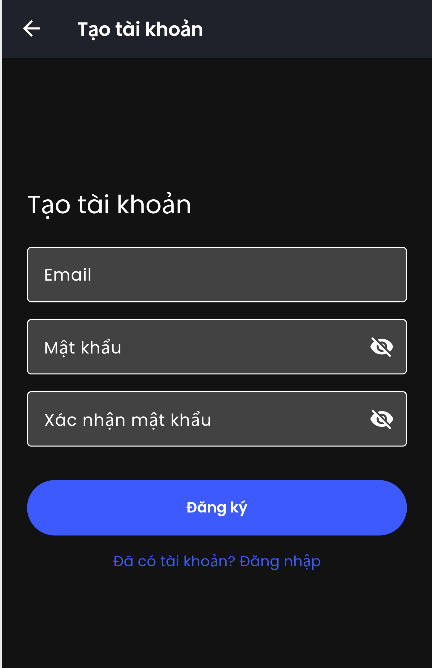 Tạo tài khoản
Tạo tài khoản
Email
Mật khẩu
Xác nhận mật khẩu
Đăng ký
Đã có tài khoản? Đăng nhập